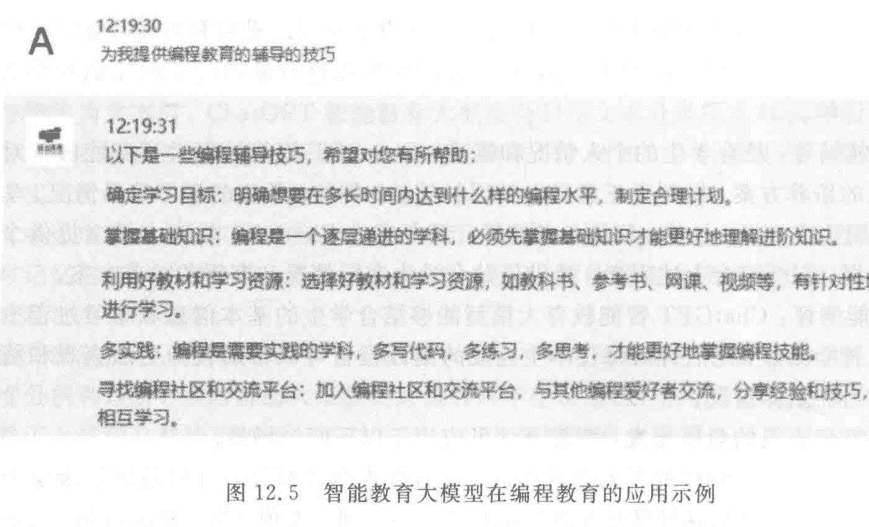 12:19:30
A
为我提供编程教育的辅导的技巧
12:19:31
以下是一些编程辅导技巧，希望对您有所帮助：
确定学习目标：明确想要在多长时间内达到什么样的编程水平，制定合理计划。
掌握基础知识：编程是一个逐层递进的学科，必须先掌握基础知识才能更好地理解进阶知识。
利用好教材和学习资源：选择好教材和学习资源，如教科书、参考书、网课、视频等，有针对性地
进行学习。
多实践：编程是需要实践的学科，多写代码，多练习，多思考，才能更好地掌握编程技能。
寻找编程社区和交流平台：加入编程社区和交流平台，与其他编程爱好者交流，分享经验和技巧，
相互学习。
图 12.5 智能教育大模型在编程教育的应用示例